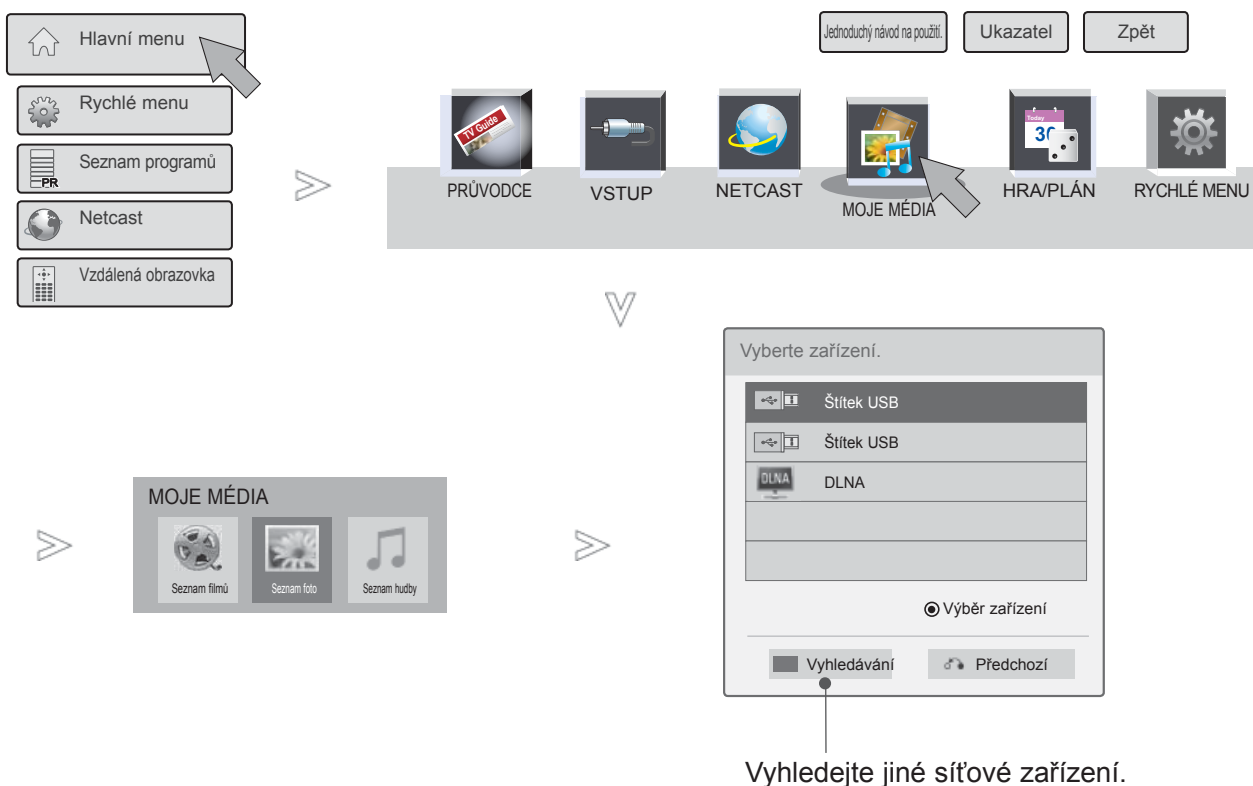 Hlavní menu
Rychlé menu
Seznam programů
PR
Netcast
Vzdálená obrazovka
Jednoduchý návod na použití.
Ukazatel
Zpět
TV Guide
Today
30
PRŮVODCE
VSTUP
NETCAST
MOJE MÉDIA
HRA/PLÁN
RYCHLÉ MENU
Vyberte zařízení.
Štítek USB
Štítek USB
DLNA
DLNA
Výběr zařízení
Vyhledávání
Předchozí
MOJE MÉDIA
Seznam filmů
Seznam foto
Seznam hudby
Vyhledejte jiné síťové zařízení.